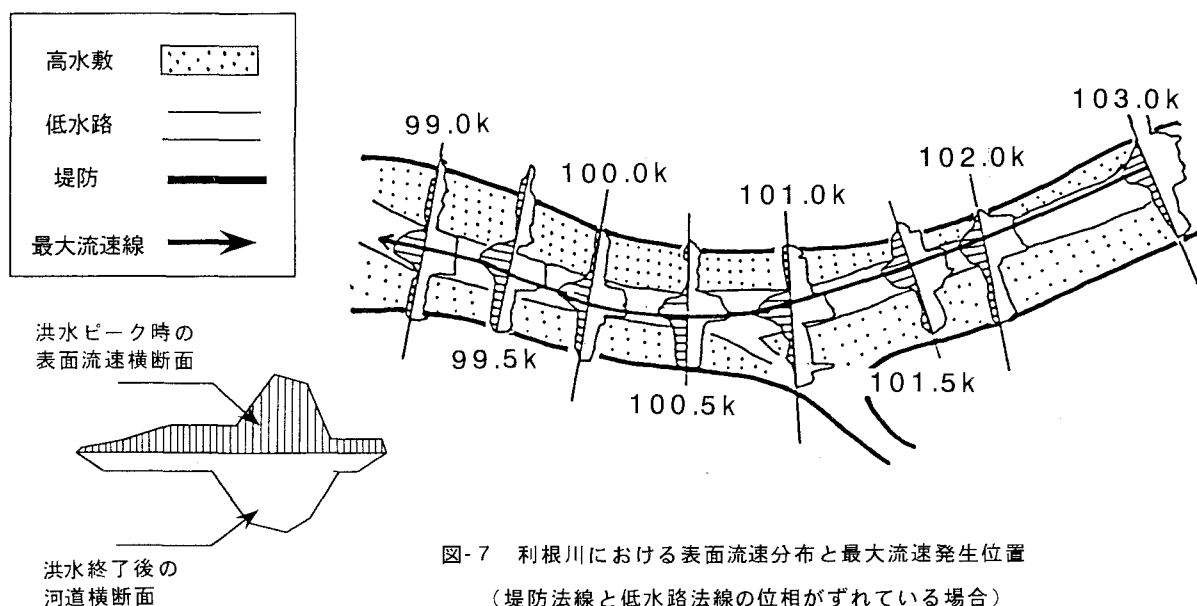 高水敷
低水路
堤防
最大流速線
洪水ピーク時の
表面流速横断面
洪水終了後の
河道横断面
99.0k
100.0k
101.0k
102.0k
103.0k
99.5k
100.5k
101.5k
図-7 利根川における表面流速分布と最大流速発生位置
（堤防法線と低水路法線の位相がずれている場合）